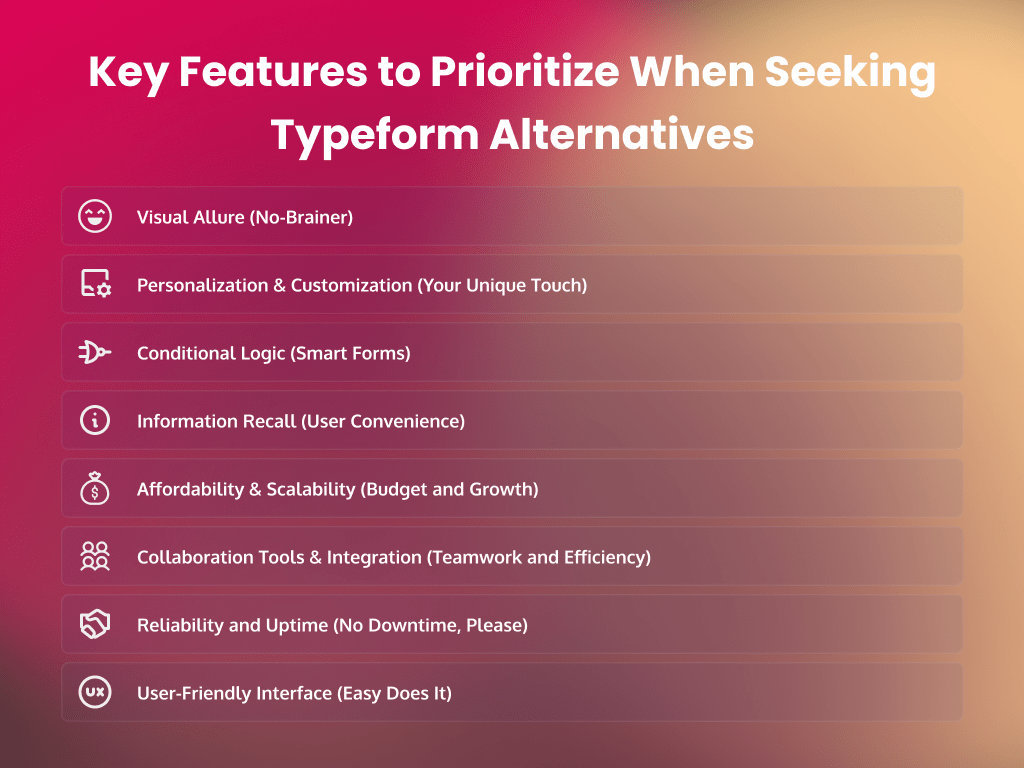 Key Features to Prioritize When Seeking
Typeform Alternatives
Visual Allure (No-Brainer)
Personalization & Customization (Your Unique Touch)
Conditional Logic (Smart Forms)
Information Recall (User Convenience)
$
Affordability & Scalability (Budget and Growth)
Collaboration Tools & Integration (Teamwork and Efficiency)
Reliability and Uptime (No Downtime, Please)
UX
User-Friendly Interface (Easy Does It)